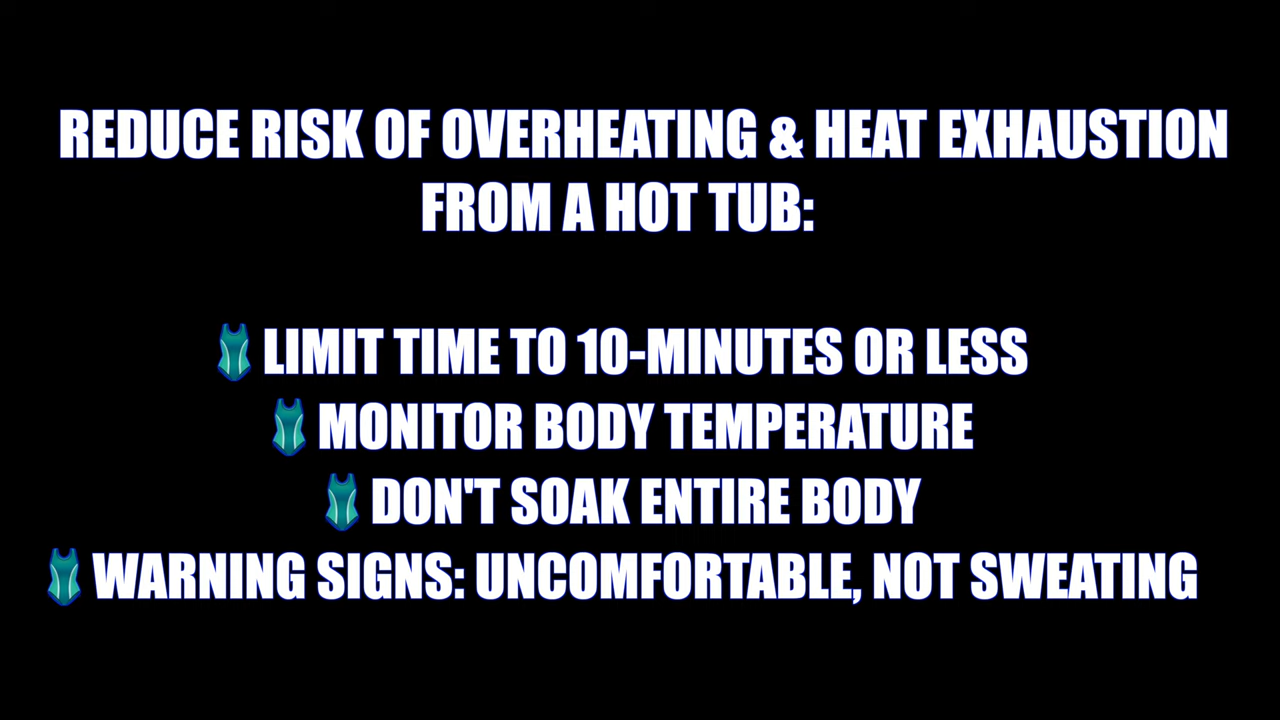 REDUCE RISK OF OVERHEATING & HEAT EXHAUSTION
FROM A HOT TUB:
🩱LIMIT TIME TO 10-MINUTES OR LESS
🩱MONITOR BODY TEMPERATURE
🩱DON'T SOAK ENTIRE BODY
🩱WARNING SIGNS: UNCOMFORTABLE, NOT SWEATING